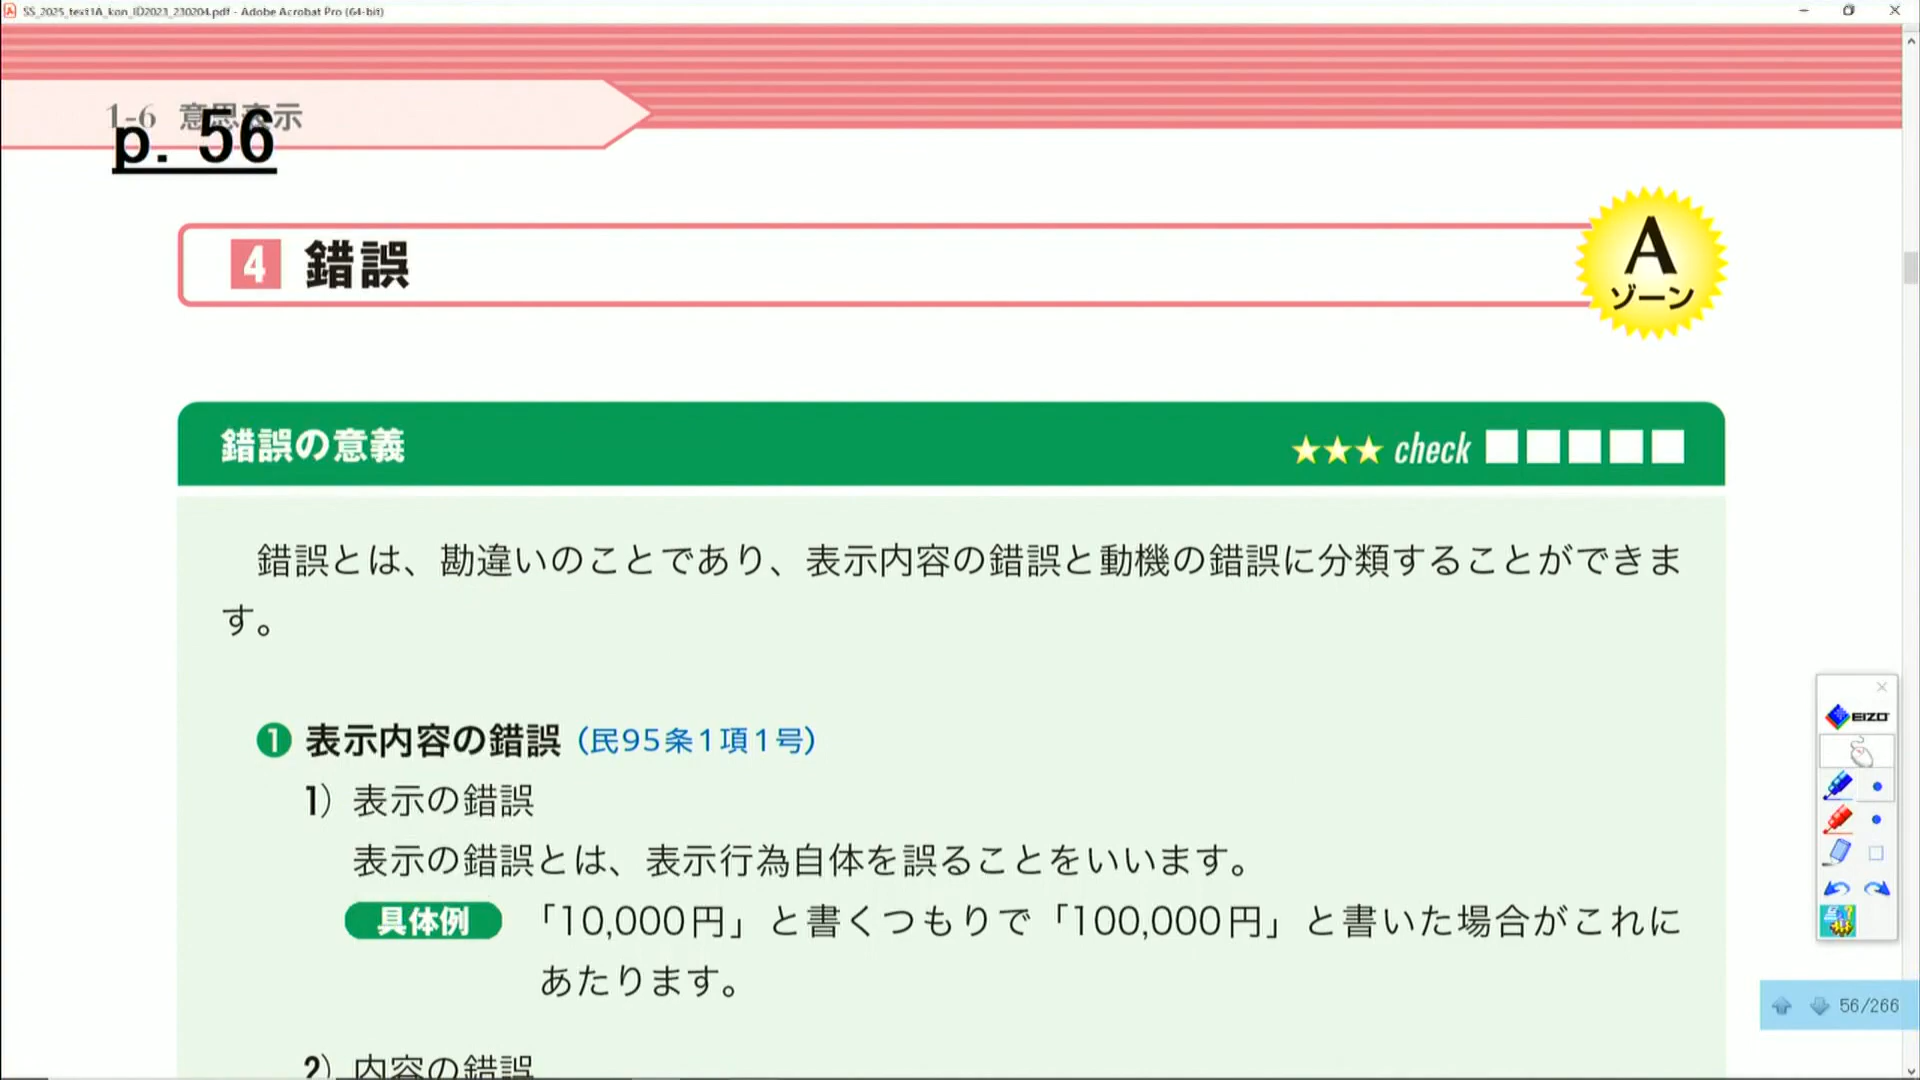 SS_2025_text1A_kon_ID2023_230204.pdf - Adobe Acrobat Pro (64-bit)
1-6 意思表示
p. 56
4 錯誤
A
ゾーン
錯誤の意義
★★★ check □□□□□
錯誤とは、勘違いのことであり、表示内容の錯誤と動機の錯誤に分類することができま
す。
❶ 表示内容の錯誤（民95条1項1号）
1）表示の錯誤
表示の錯誤とは、表示行為自体を誤ることをいいます。
具体例 「10,000円」と書くつもりで「100,000円」と書いた場合がこれに
あたります。
2）内容の錯誤
EIZO
56/266